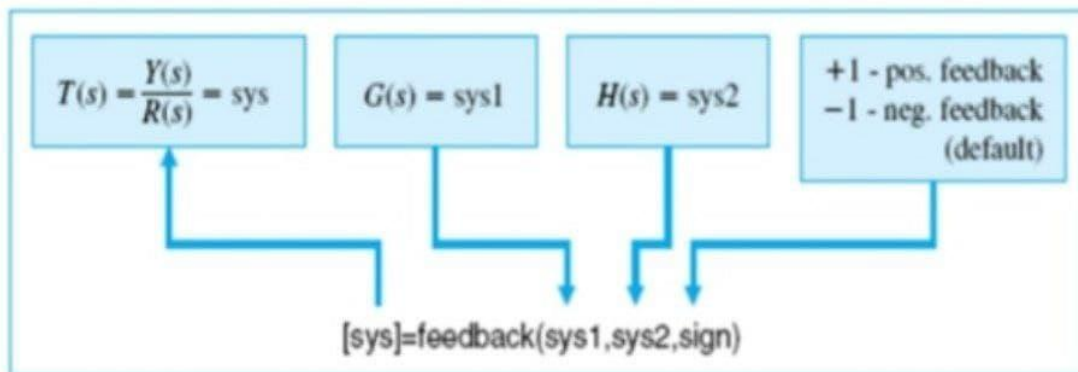 T(s) = Y(s)/R(s) = sys
G(s) = sys1
H(s) = sys2
+1 - pos. feedback
−1 - neg. feedback
(default)
[sys]=feedback(sys1,sys2,sign)